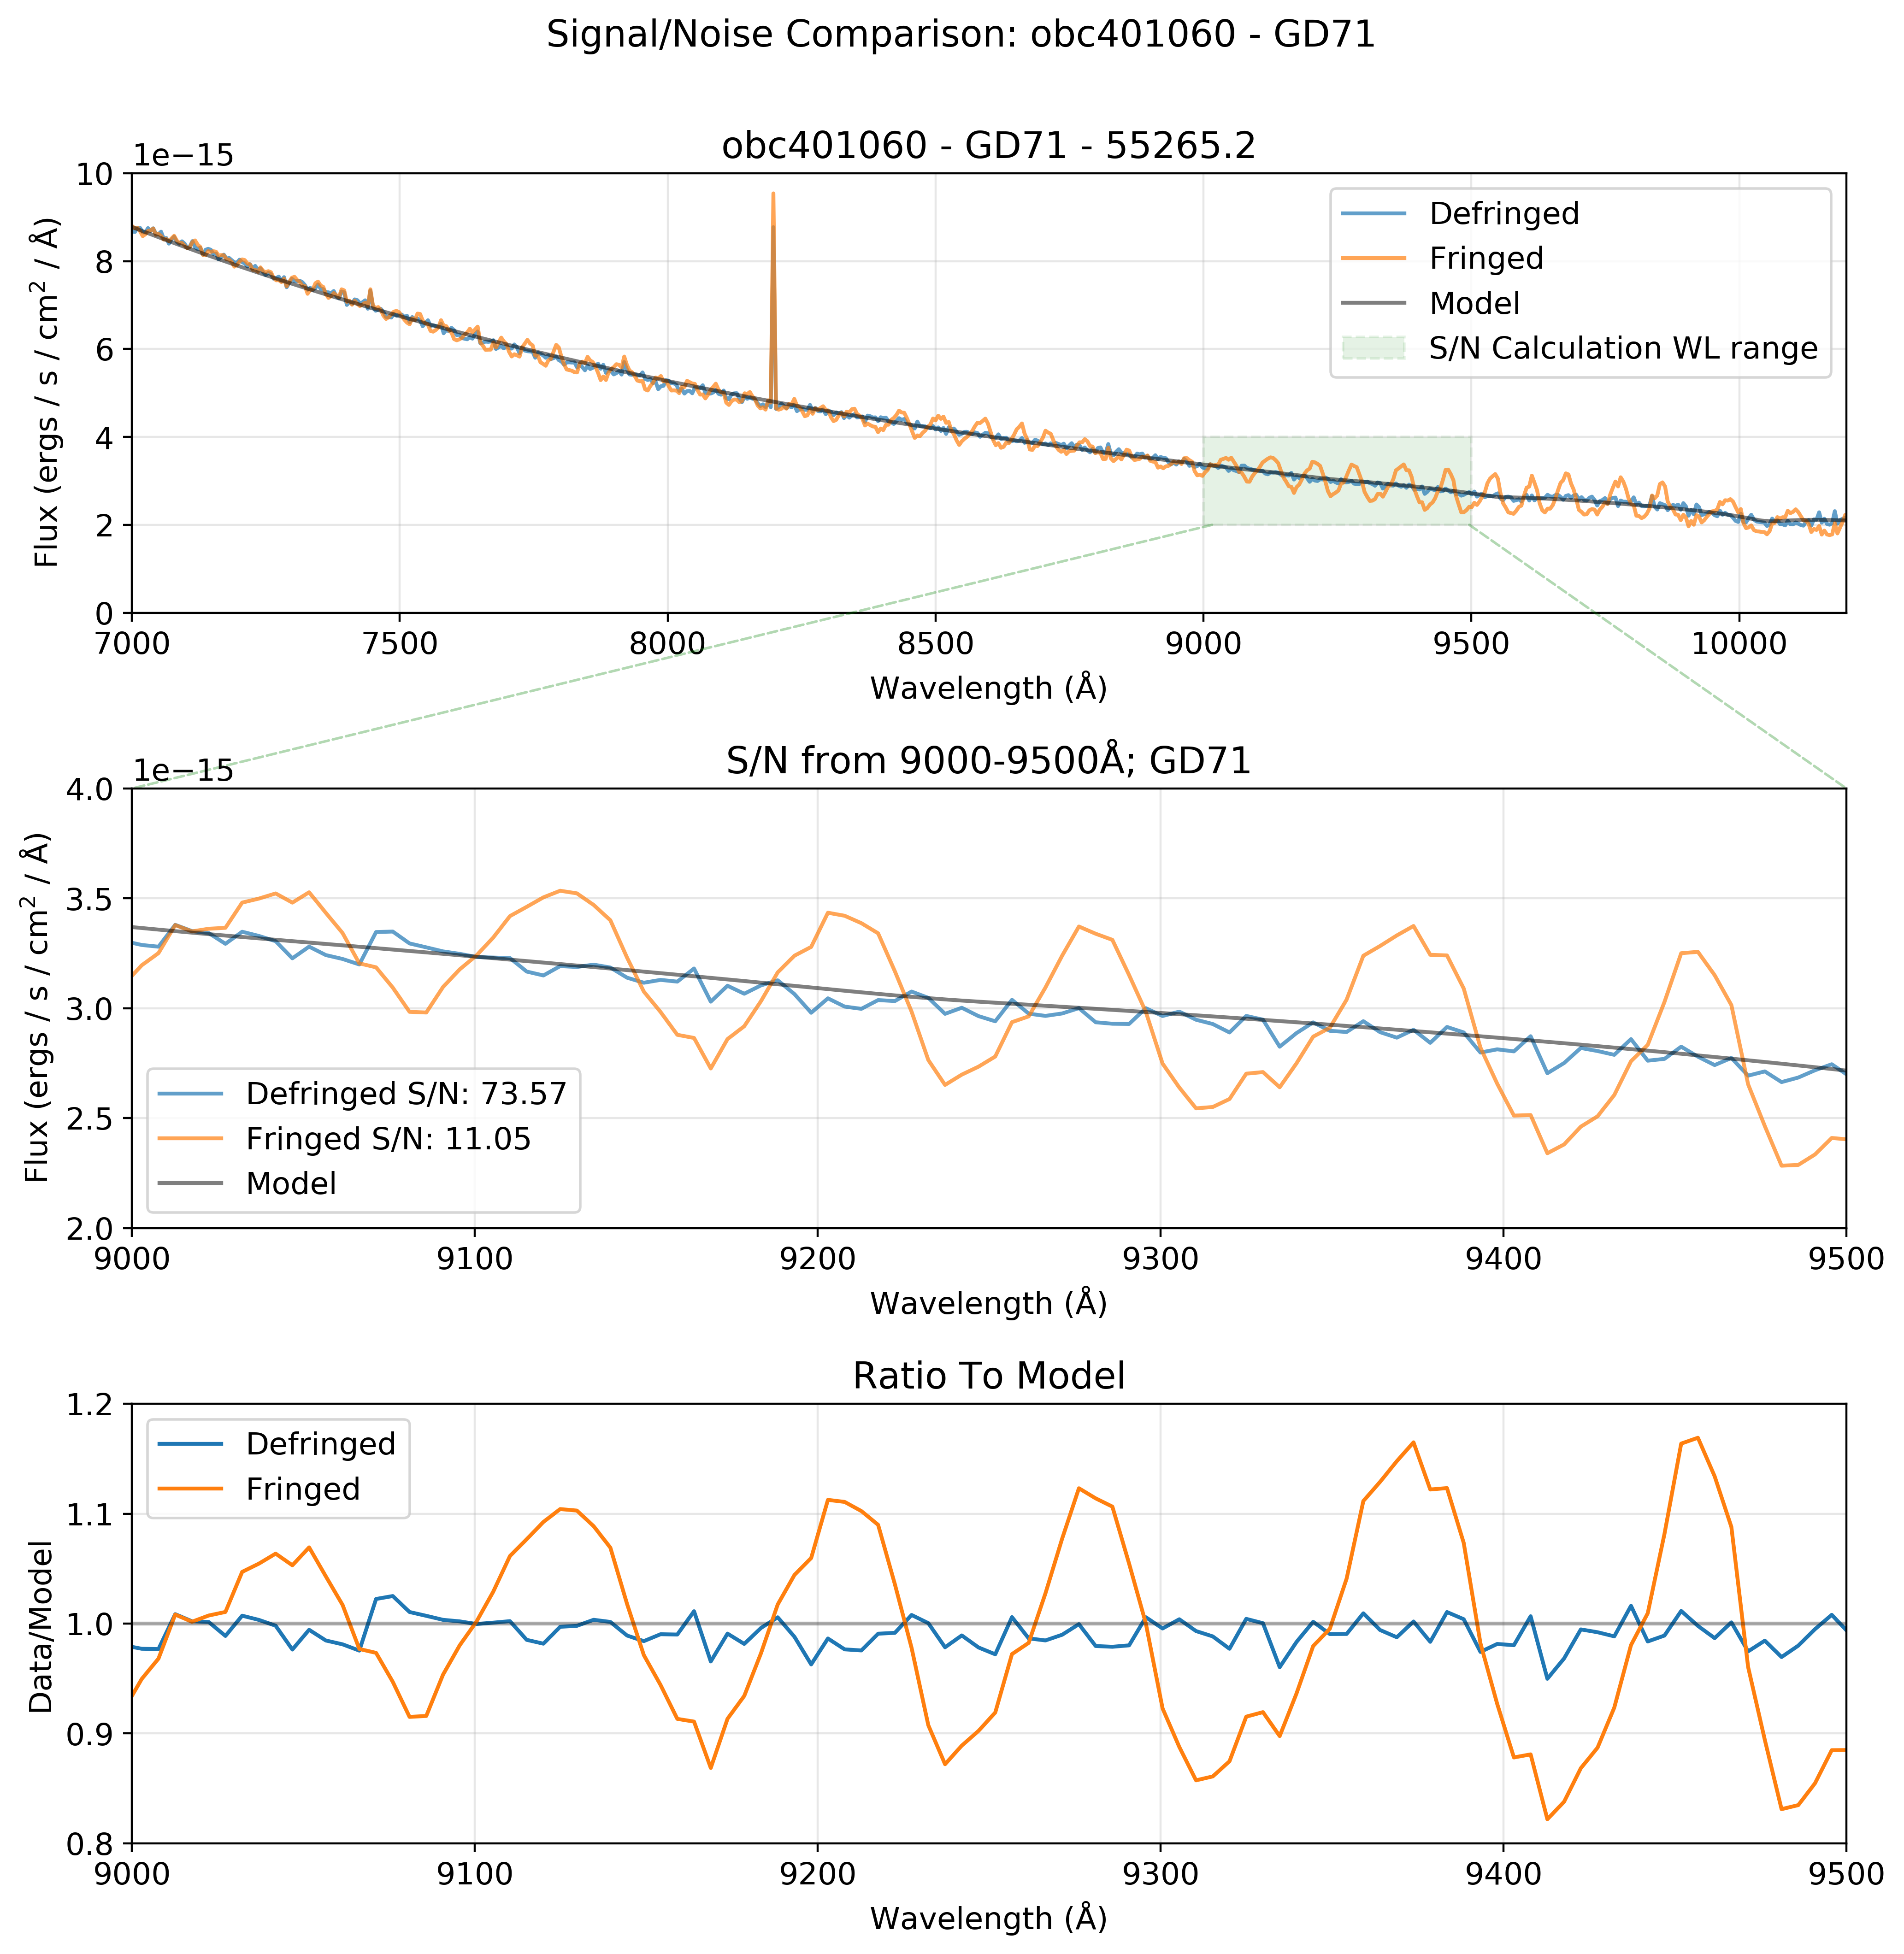 Signal/Noise Comparison: obc401060 - GD71
obc401060 - GD71 - 55265.2
1e−15
10
8
6
4
2
0
Flux (ergs / s / cm² / Å)
Defringed
Fringed
Model
S/N Calculation WL range
7000 7500 8000 8500 9000 9500 10000
Wavelength (Å)
S/N from 9000-9500Å; GD71
1e−15
4.0
3.5
3.0
2.5
2.0
Flux (ergs / s / cm² / Å)
Defringed S/N: 73.57
Fringed S/N: 11.05
Model
9000 9100 9200 9300 9400 9500
Wavelength (Å)
Ratio To Model
1.2
1.1
1.0
0.9
0.8
Data/Model
Defringed
Fringed
9000 9100 9200 9300 9400 9500
Wavelength (Å)